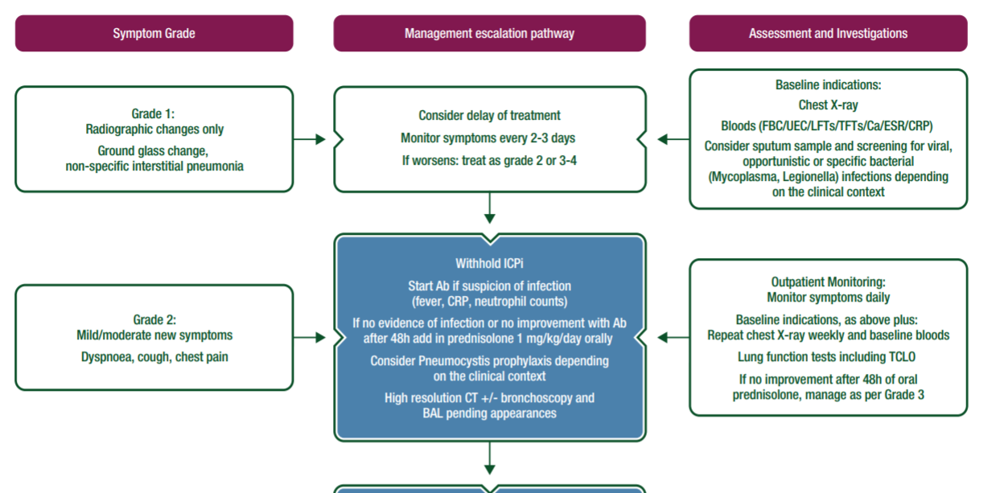 Symptom Grade
Management escalation pathway
Assessment and Investigations
Grade 1:
Radiographic changes only
Ground glass change,
non-specific interstitial pneumonia
Consider delay of treatment
Monitor symptoms every 2-3 days
If worsens: treat as grade 2 or 3-4
Baseline indications:
Chest X-ray
Bloods (FBC/UEC/LFTs/TFTs/Ca/ESR/CRP)
Consider sputum sample and screening for viral,
opportunistic or specific bacterial
(Mycoplasma, Legionella) infections depending
on the clinical context
Grade 2:
Mild/moderate new symptoms
Dyspnoea, cough, chest pain
Withhold ICPi
Start Ab if suspicion of infection
(fever, CRP, neutrophil counts)
If no evidence of infection or no improvement with Ab
after 48h add in prednisolone 1 mg/kg/day orally
Consider Pneumocystis prophylaxis depending
on the clinical context
High resolution CT +/- bronchoscopy and
BAL pending appearances
Outpatient Monitoring:
Monitor symptoms daily
Baseline indications, as above plus:
Repeat chest X-ray weekly and baseline bloods
Lung function tests including TCLO
If no improvement after 48h of oral
prednisolone, manage as per Grade 3